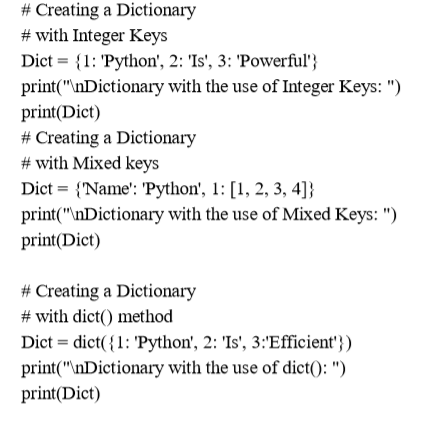 # Creating a Dictionary
# with Integer Keys
Dict = {1: 'Python', 2: 'Is', 3: 'Powerful'}
print("\nDictionary with the use of Integer Keys: ")
print(Dict)
# Creating a Dictionary
# with Mixed keys
Dict = {'Name': 'Python', 1: [1, 2, 3, 4]}
print("\nDictionary with the use of Mixed Keys: ")
print(Dict)
# Creating a Dictionary
# with dict() method
Dict = dict({1: 'Python', 2: 'Is', 3:'Efficient'})
print("\nDictionary with the use of dict(): ")
print(Dict)